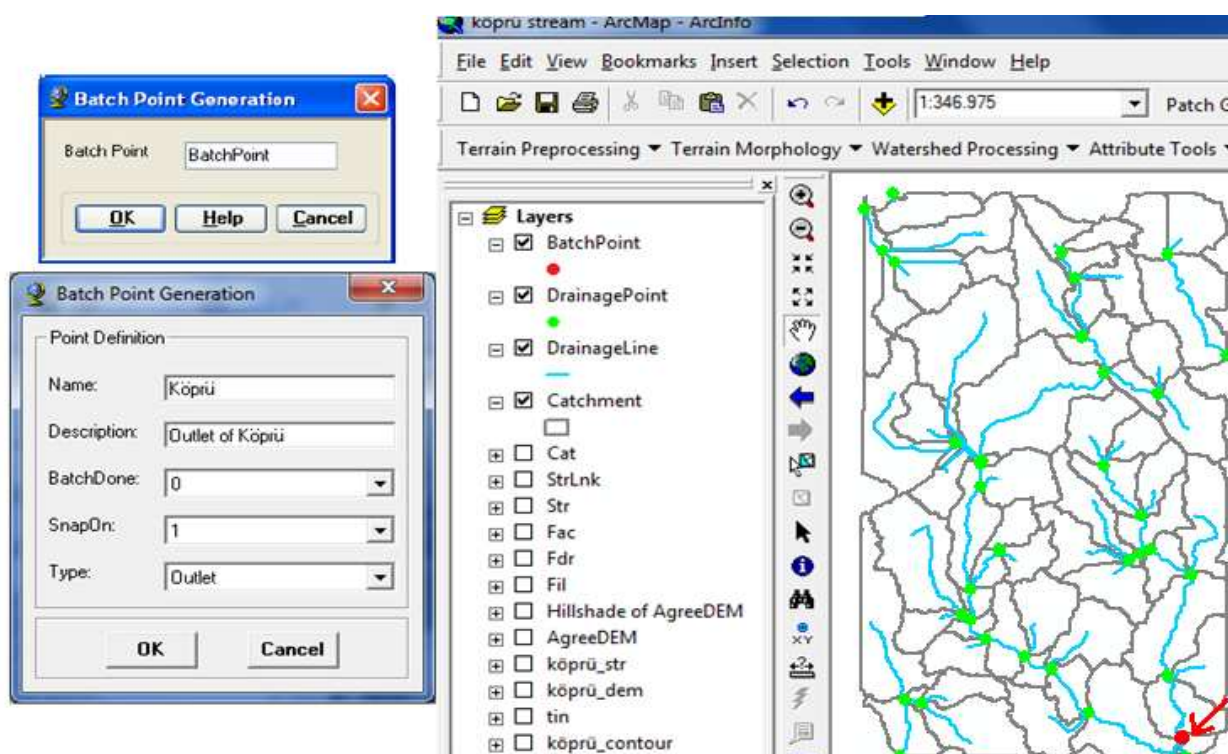 Batch Point Generation
Batch Point BatchPoint
OK Help Cancel
Batch Point Generation
Point Definition
Name: Köprü
Description: Outlet of Köprü
BatchDone: 0
SnapOn: 1
Type: Outlet
OK Cancel
köprü stream - ArcMap - ArcInfo
File Edit View Bookmarks Insert Selection Tools Window Help
1:346.975 Patch G
Terrain Preprocessing Terrain Morphology Watershed Processing Attribute Tools
Layers
BatchPoint
DrainagePoint
DrainageLine
Catchment
Cat
StrLnk
Str
Fac
Fdr
Fil
Hillshade of AgreeDEM
AgreeDEM
köprü_str
köprü_dem
tin
köprü_contour
XY